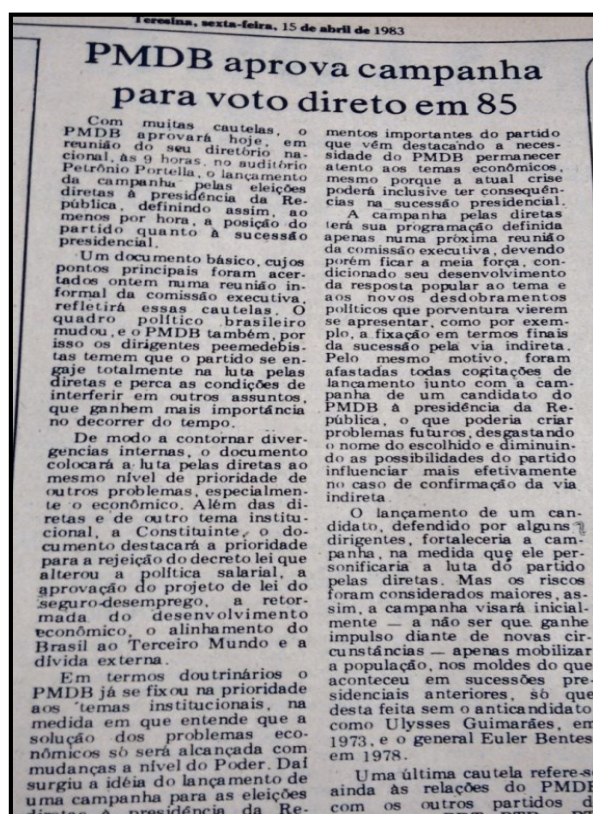 Teresina, sexta-feira, 15 de abril de 1983
PMDB aprova campanha
para voto direto em 85
Com muitas cautelas, o
PMDB aprovará hoje, em
reunião do seu diretório na-
cional, às 9 horas, no auditório
Petrônio Portella, o lançamento
da campanha pelas eleições
diretas à presidência da Re-
pública, definindo assim, ao
menos por hora, a posição do
partido quanto à sucessão
presidencial.
Um documento básico, cujos
pontos principais foram acer-
tados ontem numa reunião in-
formal da comissão executiva,
refletirá essas cautelas. O
quadro político brasileiro
mudou, e o PMDB também, por
isso os dirigentes peemedebis-
tas temem que o partido se en-
gaje totalmente na luta pelas
diretas e perca as condições de
interferir em outros assuntos,
que ganhem mais importância
no decorrer do tempo.
De modo a contornar diver-
gencias internas, o documento
colocará a luta pelas diretas ao
mesmo nível de prioridade de
outros problemas, especialmen-
te o econômico. Além das di-
retas e de outro tema institu-
cional, a Constituinte, o do-
cumento destacará a prioridade
para a rejeição do decreto lei que
alterou a política salarial, a
aprovação do projeto de lei do
seguro-desemprego, a retor-
mada do desenvolvimento
econômico, o alinhamento do
Brasil ao Terceiro Mundo e a
dívida externa.
Em termos doutrinários o
PMDB já se fixou na prioridade
aos temas institucionais, na
medida em que entende que a
solução dos problemas eco-
nômicos só será alcançada com
mudanças a nível do Poder. Daí
surgiu a idéia do lançamento de
uma campanha para as eleições
diretas à presidência da Re-
mentos importantes do partido
que vêm destacando a neces-
sidade do PMDB permanecer
atento aos temas econômicos,
mesmo porque a atual crise
poderá inclusive ter consequên-
cias na sucessão presidencial.
A campanha pelas diretas
terá sua programação definida
apenas numa próxima reunião
da comissão executiva, devendo
porém ficar a meia força, con-
dicionado seu desenvolvimento
da resposta popular ao tema e
aos novos desdobramentos
políticos que porventura vierem
se apresentar, como por exem-
plo, a fixação em termos finais
da sucessão pela via indireta.
Pelo mesmo motivo, foram
afastadas todas cogitações de
lançamento junto com a cam-
panha de um candidato do
PMDB à presidência da Re-
pública, o que poderia criar
problemas futuros, desgastando
o nome do escolhido e diminuin-
do as possibilidades do partido
influenciar mais efetivamente
no caso de confirmação da via
indireta.
O lançamento de um can-
didato, defendido por alguns
dirigentes, fortaleceria a cam-
panha, na medida que ele per-
sonificaria a luta do partido
pelas diretas. Mas os riscos
foram considerados maiores, as-
sim, a campanha visará inicial-
mente — a não ser que ganhe
impulso diante de novas cir-
cunstâncias — apenas mobilizar
a população, nos moldes do que
aconteceu em sucessões pre-
sidenciais anteriores, só que
desta feita sem o anticandidato
como Ulysses Guimarães, em
1973, e o general Euler Bentes
em 1978.
Uma última cautela refere-se
ainda às relações do PMDB
com os outros partidos d